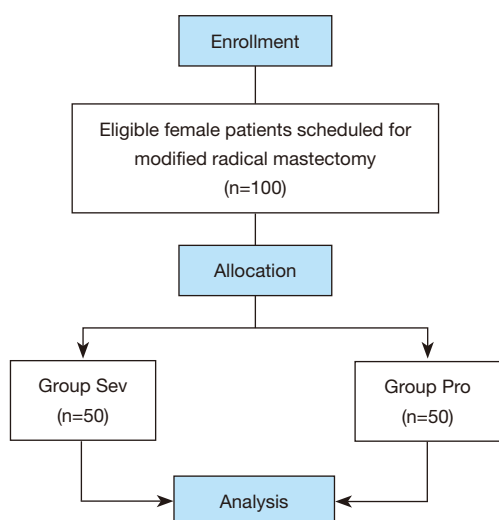 Enrollment
Eligible female patients scheduled for
modified radical mastectomy
(n=100)
Allocation
Group Sev
(n=50)
Group Pro
(n=50)
Analysis